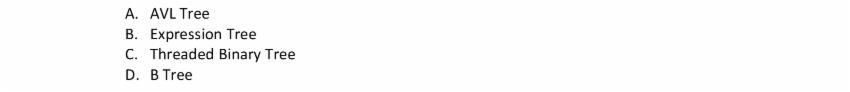 A. AVL Tree
B. Expression Tree
C. Threaded Binary Tree
D. B Tree